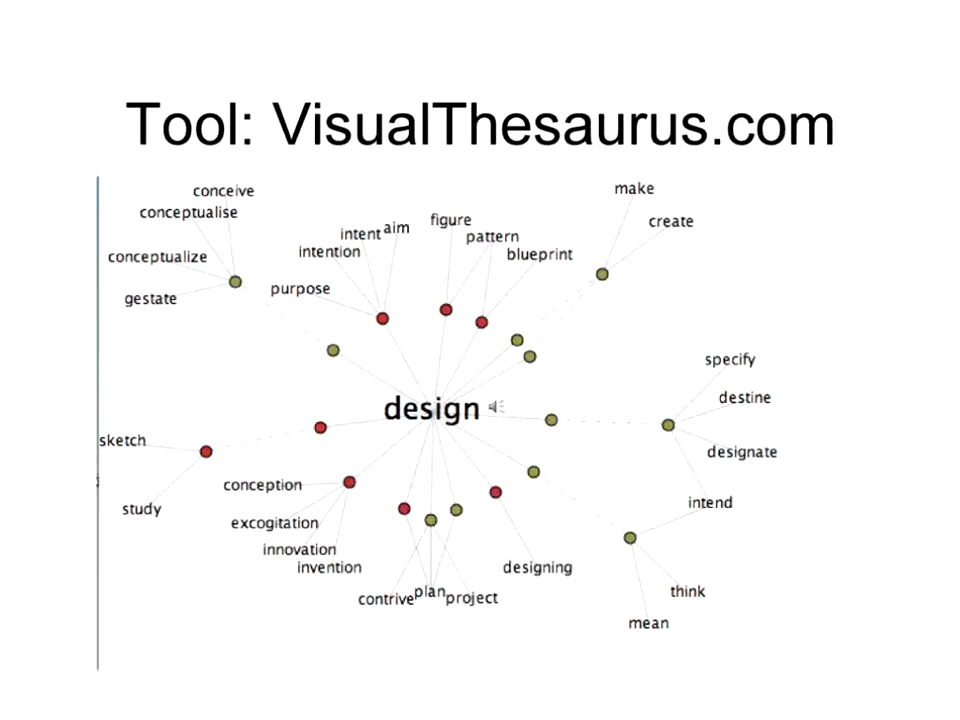 Tool: VisualThesaurus.com
conceive
conceptualise
conceptualize
gestate
intent
aim
intention
purpose
figure
pattern
blueprint
make
create
design
specify
destine
designate
intend
sketch
study
conception
excogitation
innovation
invention
contrive
plan
project
designing
think
mean